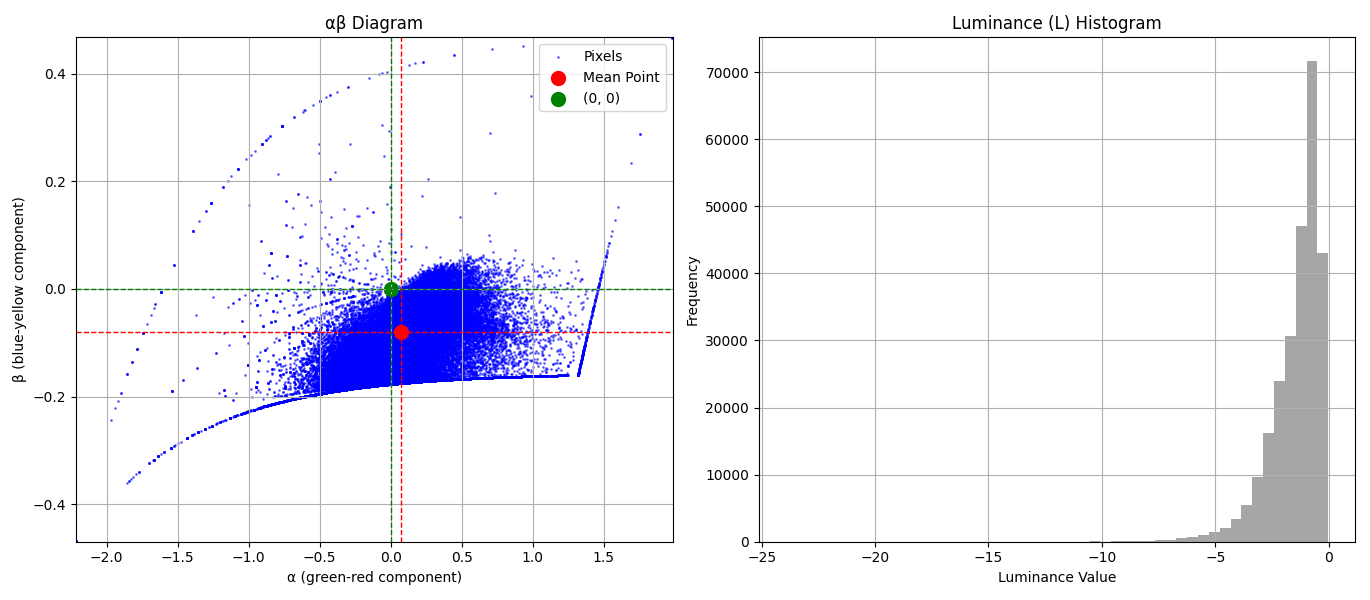 αβ Diagram
Pixels
Mean Point
(0, 0)
0.4
0.2
0.0
−0.2
−0.4
β (blue-yellow component)
−2.0 −1.5 −1.0 −0.5 0.0 0.5 1.0 1.5
α (green-red component)
Luminance (L) Histogram
70000
60000
50000
40000
30000
20000
10000
0
Frequency
−25 −20 −15 −10 −5 0
Luminance Value